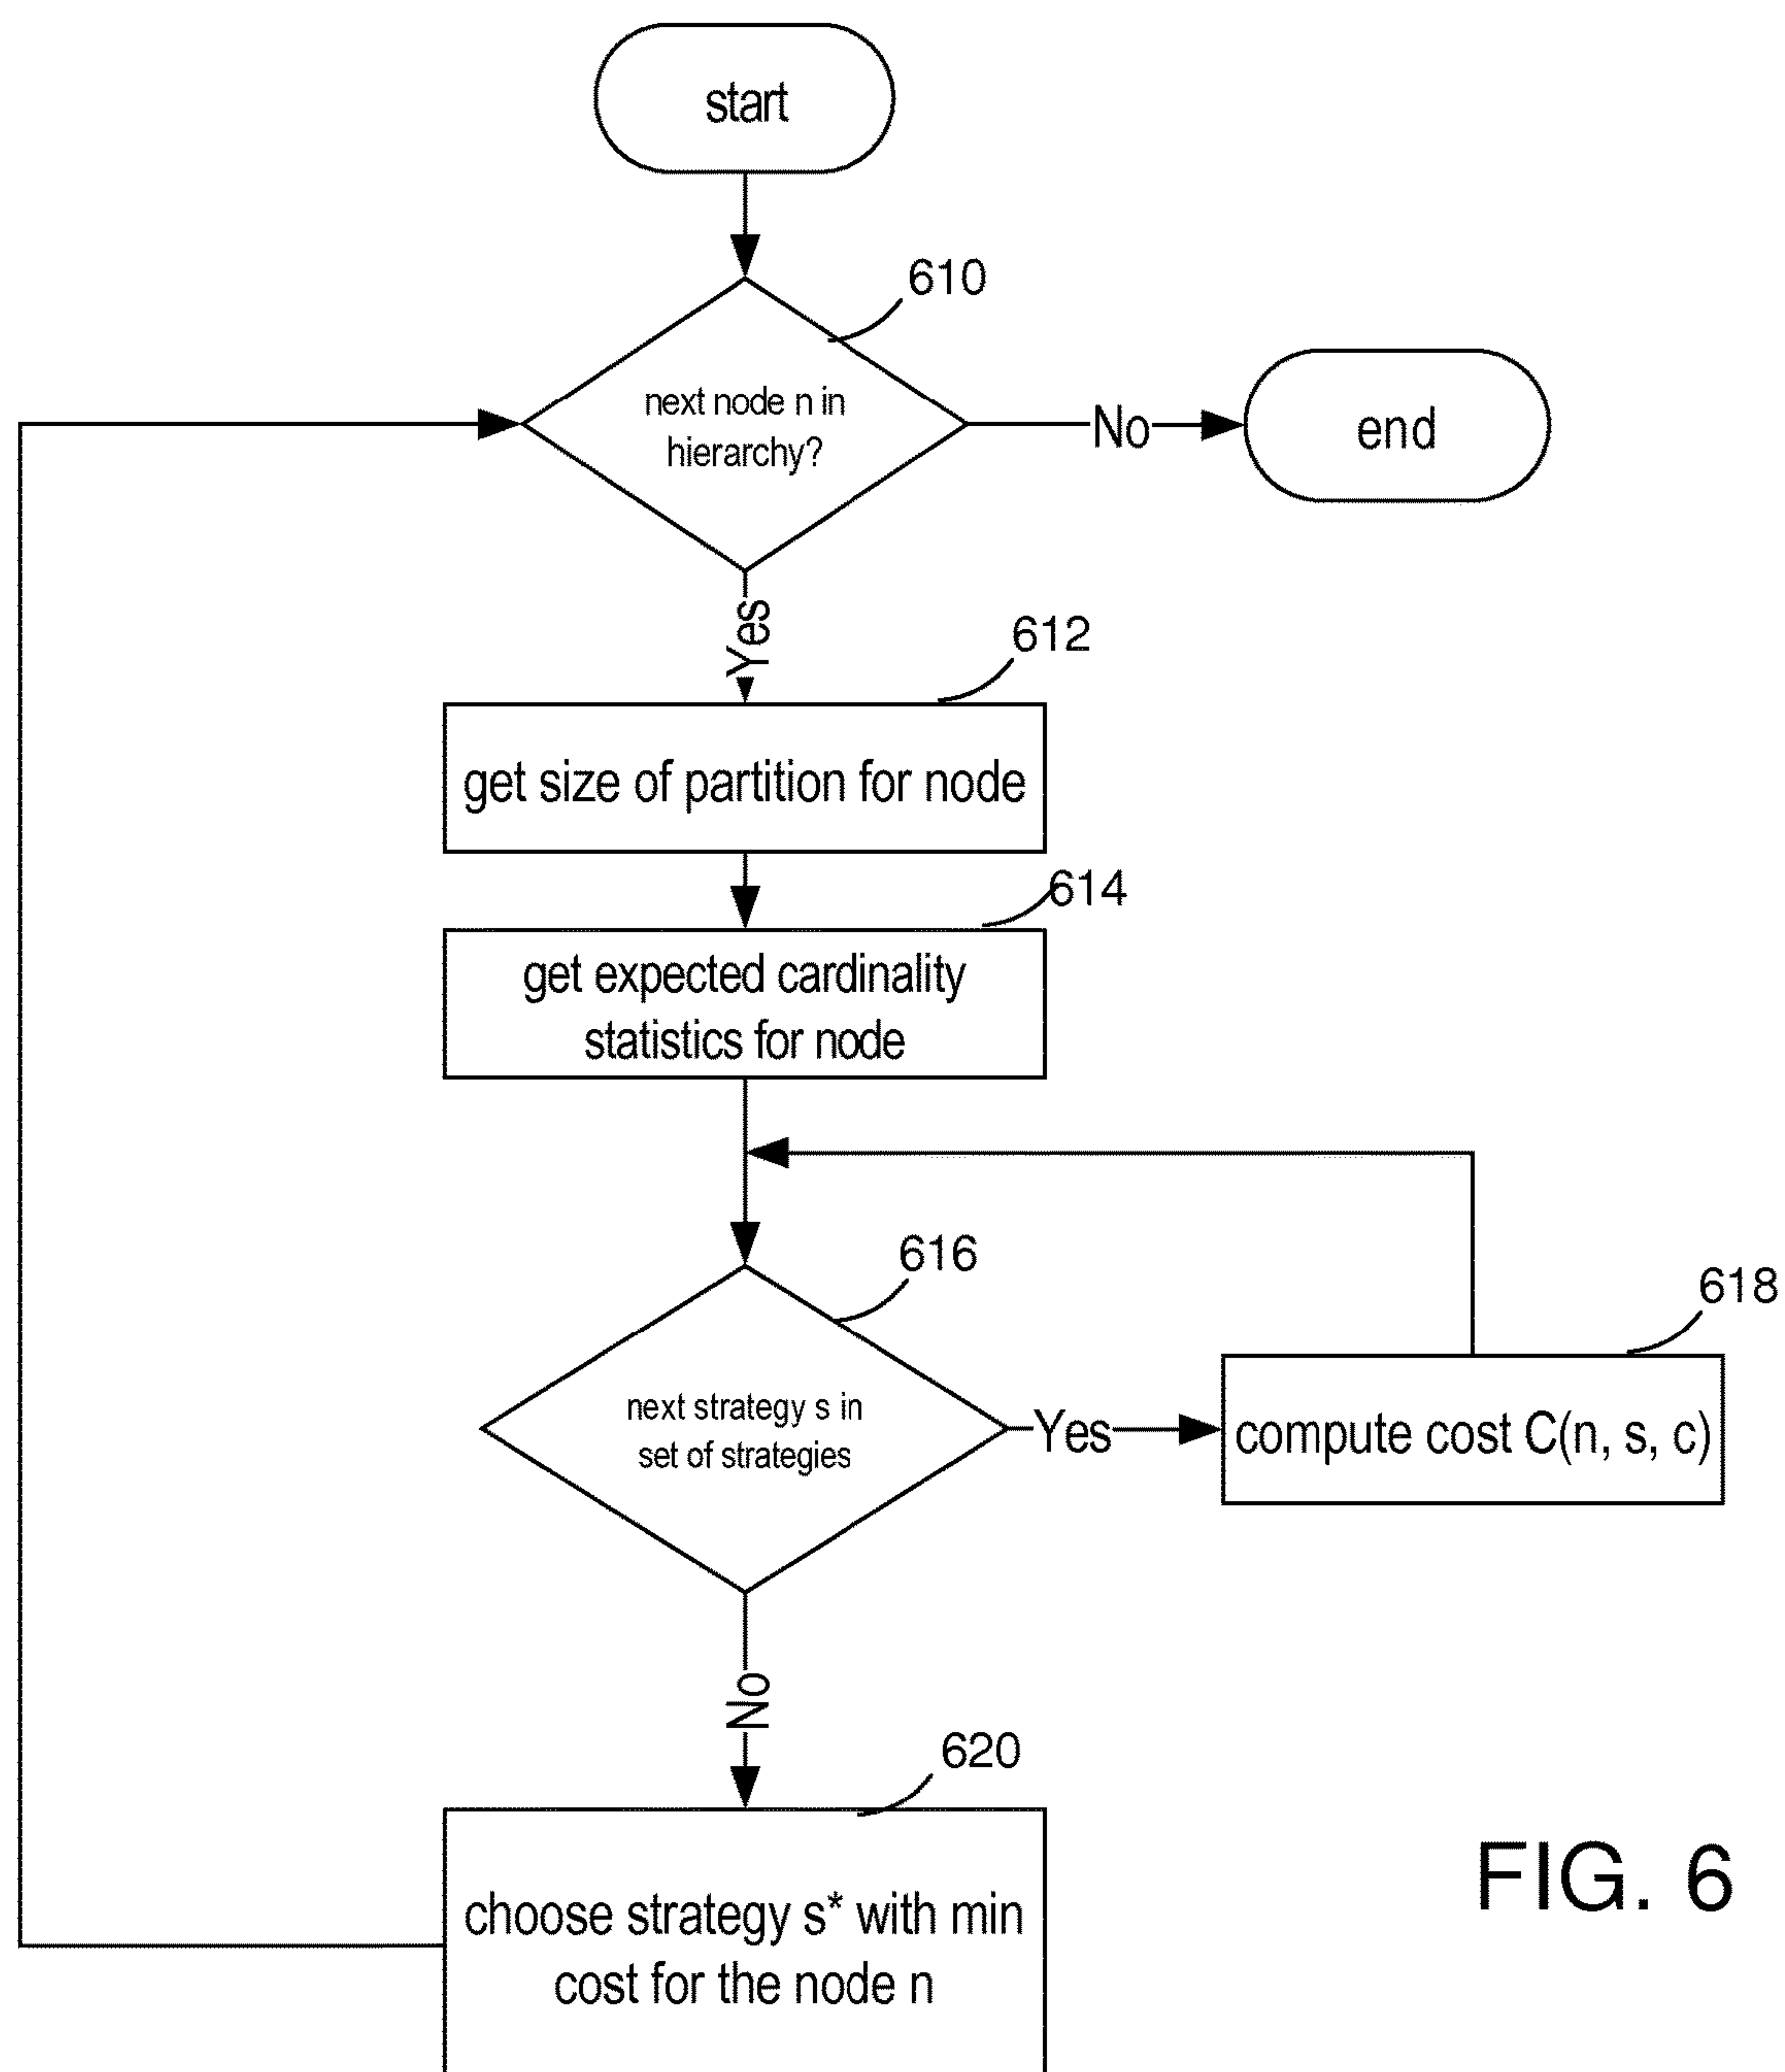 start
610
next node n in
hierarchy?
No
end
Yes
612
get size of partition for node
614
get expected cardinality
statistics for node
616
next strategy s in
set of strategies
Yes
618
compute cost C(n, s, c)
No
620
choose strategy s* with min
cost for the node n
FIG. 6